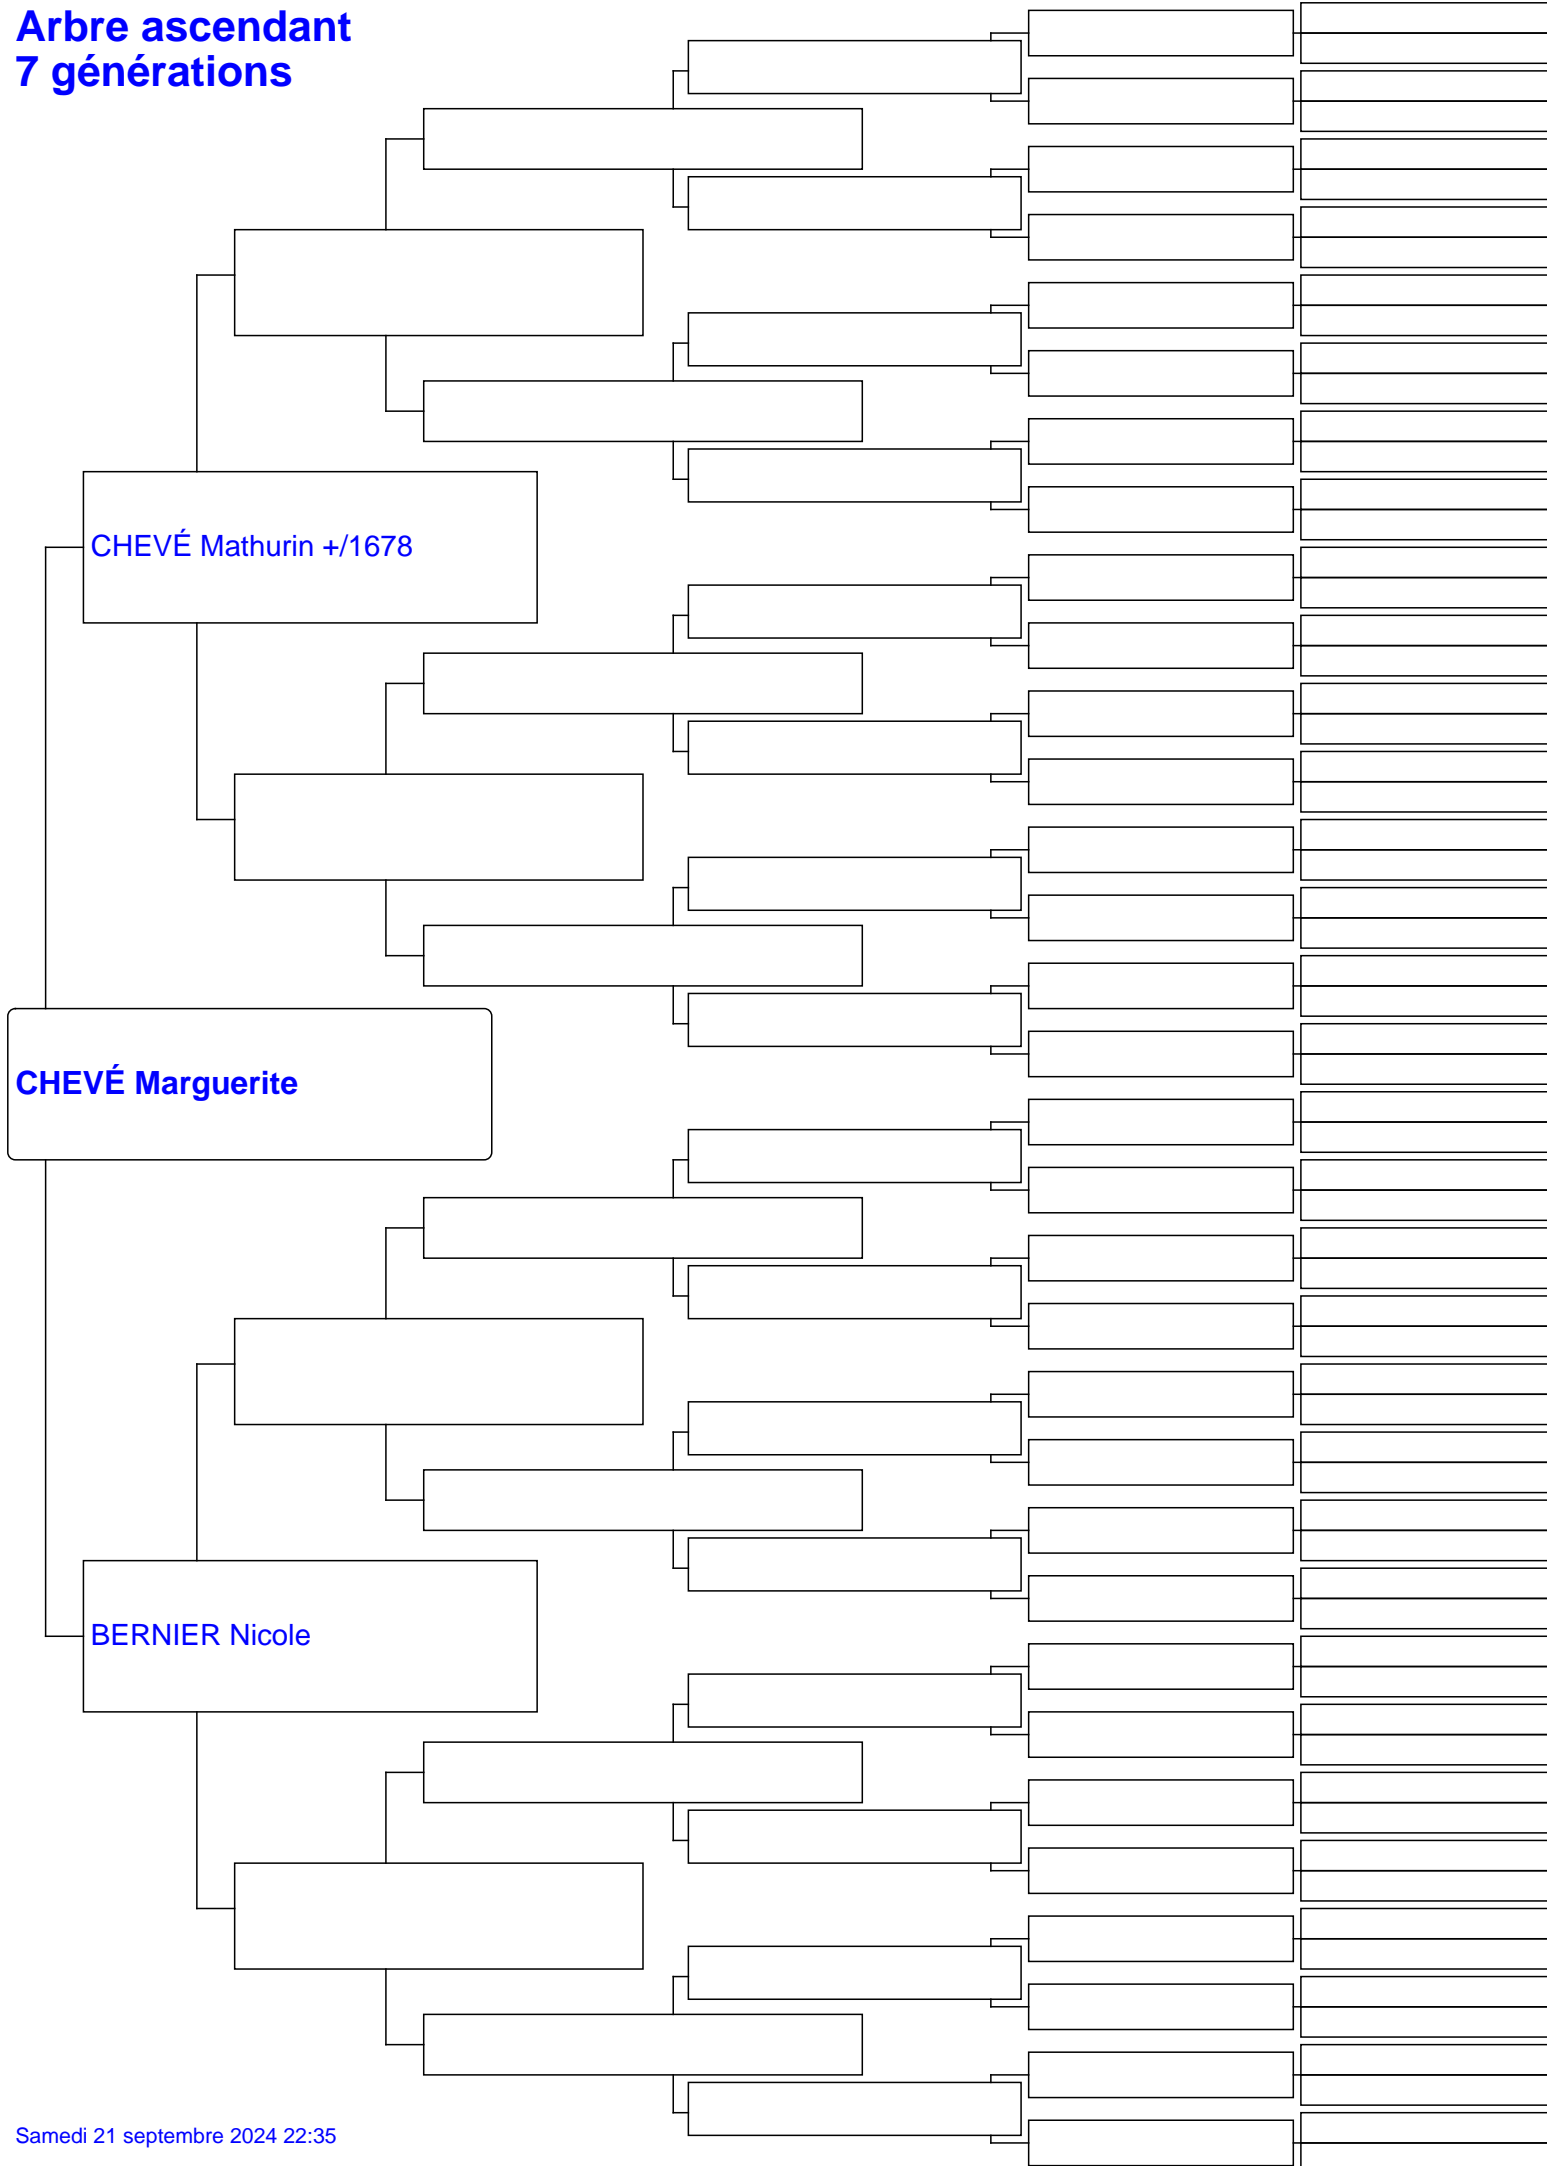 Arbre ascendant
7 générations
CHEVÉ Mathurin +/1678
CHEVÉ Marguerite
BERNIER Nicole
Samedi 21 septembre 2024 22:35